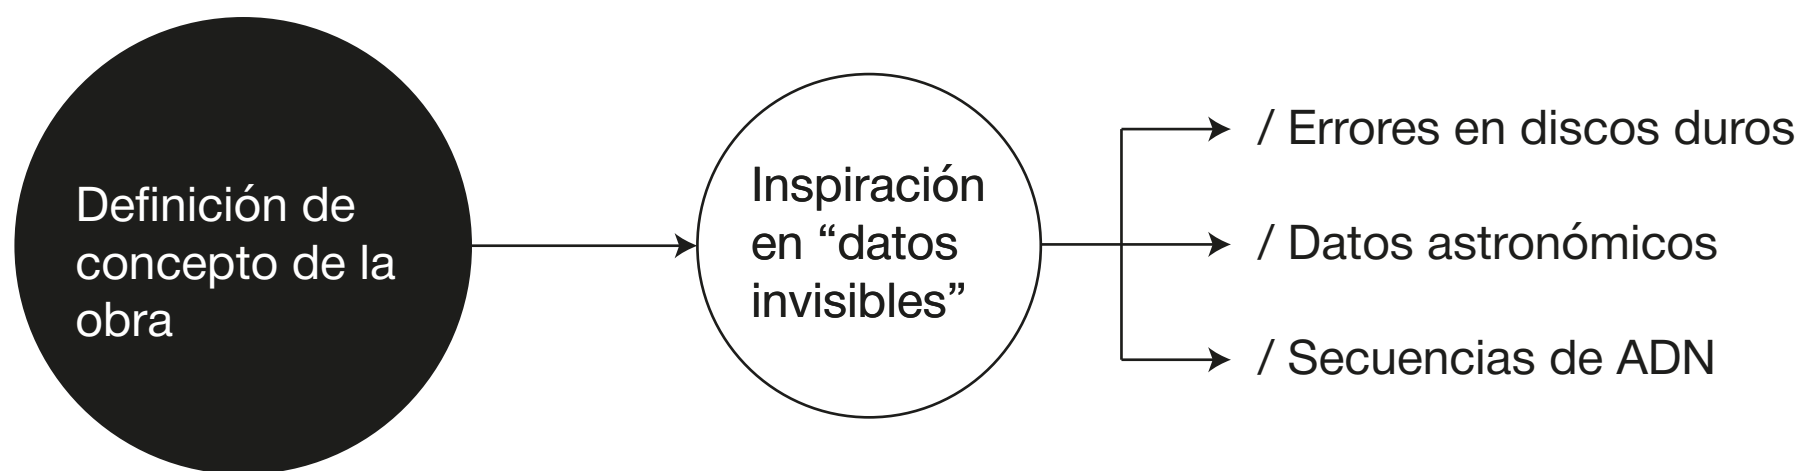 Definición de
concepto de la
obra
Inspiración
en “datos
invisibles”
/ Errores en discos duros
/ Datos astronómicos
/ Secuencias de ADN